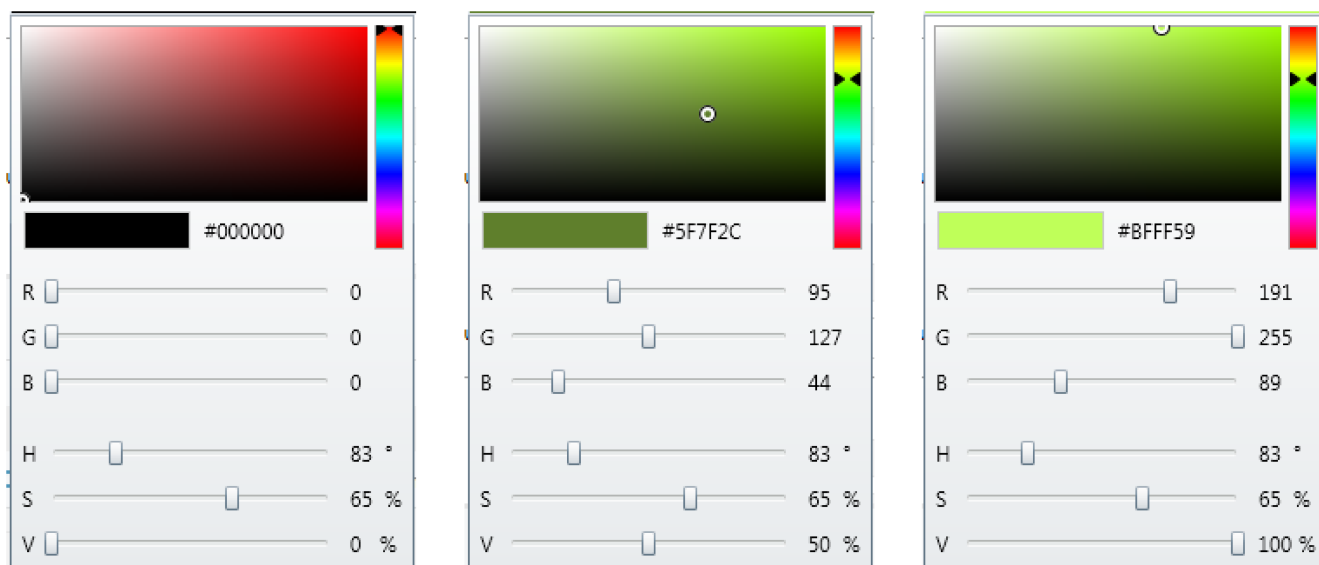 #000000
R 0
G 0
B 0
H 83 °
S 65 %
V 0 %
#5F7F2C
R 95
G 127
B 44
H 83 °
S 65 %
V 50 %
#BFFF59
R 191
G 255
B 89
H 83 °
S 65 %
V 100 %